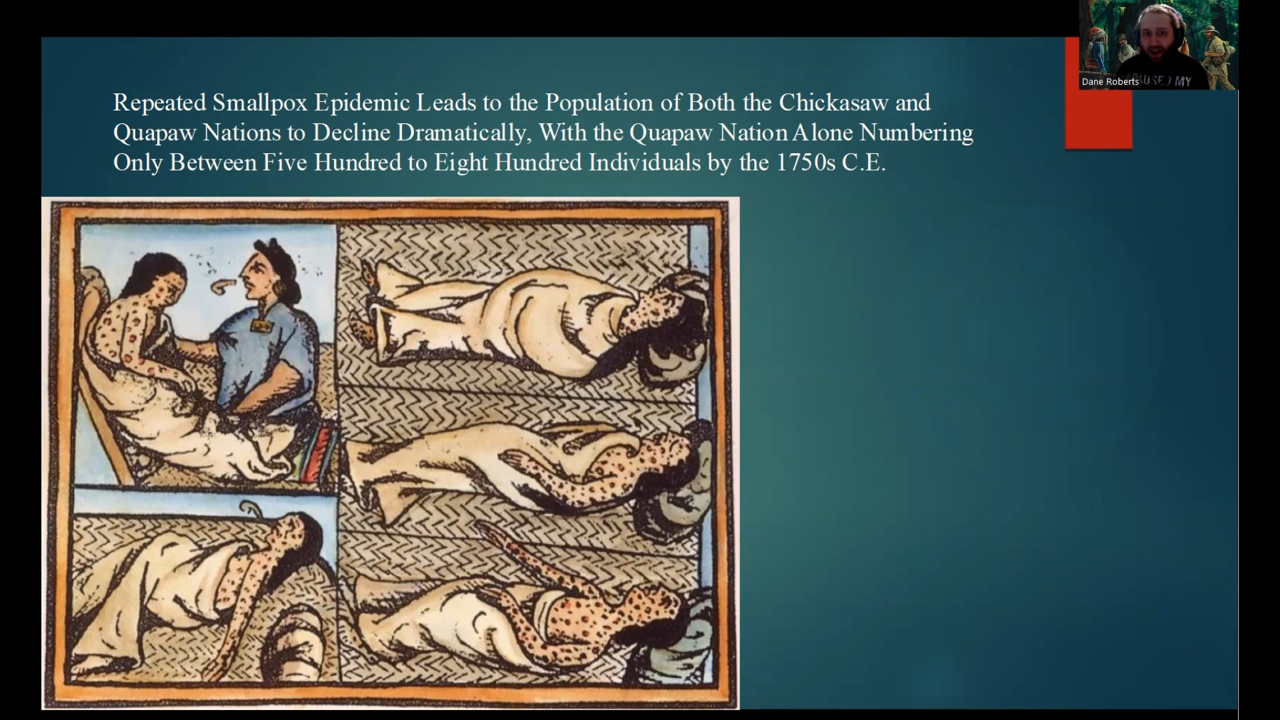 Repeated Smallpox Epidemic Leads to the Population of Both the Chickasaw and
Quapaw Nations to Decline Dramatically, With the Quapaw Nation Alone Numbering
Only Between Five Hundred to Eight Hundred Individuals by the 1750s C.E.
Dane Roberts
MY